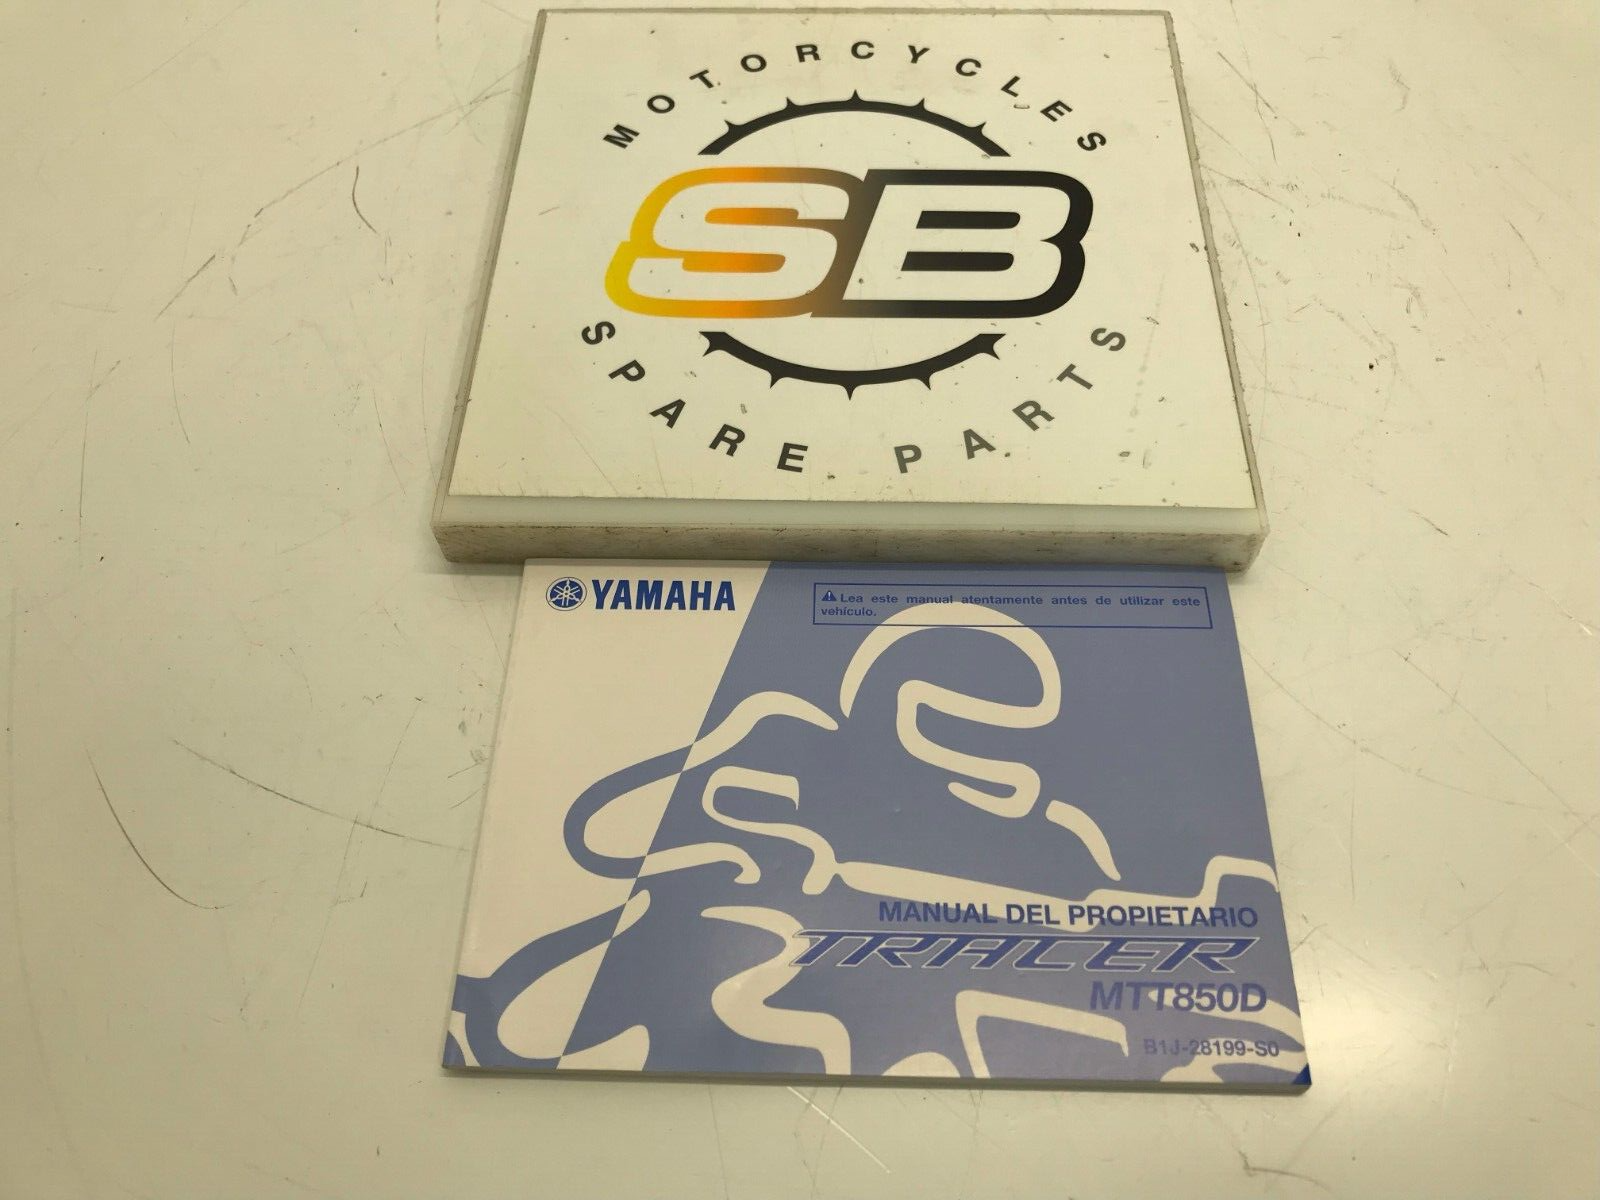 MOTORCYCLES
SB
SPARE PARTS
YAMAHA
Lea este manual atentamente antes de utilizar este
vehículo.
MANUAL DEL PROPIETARIO
TRACER
MTT850D
B1J-28199-S0